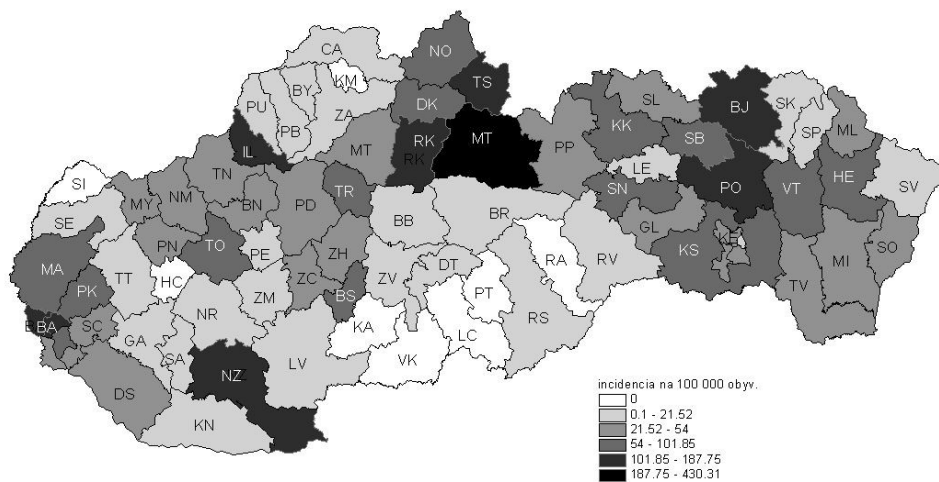 CA
NO
KM
TS
PU
BY
ZA
DK
SL
BJ
SK
PB
KK
SP
ML
IL
MT
RK
RK
MT
PP
SB
LE
HE
SI
TN
SV
MY
NM
BN
PD
TR
SN
PO
VT
SE
BB
BR
GL
PN
TO
PE
ZH
KS
SO
MA
TT
HC
ZC
ZV
DT
RA
RV
MI
PK
ZM
BS
PT
TV
BA
SC
NR
KA
GA
SA
LV
LC
RS
VK
DS
NZ
KN
incidencia na 100 000 obyv.
0
0.1 - 21.52
21.52 - 54
54 - 101.85
101.85 - 187.75
187.75 - 430.31